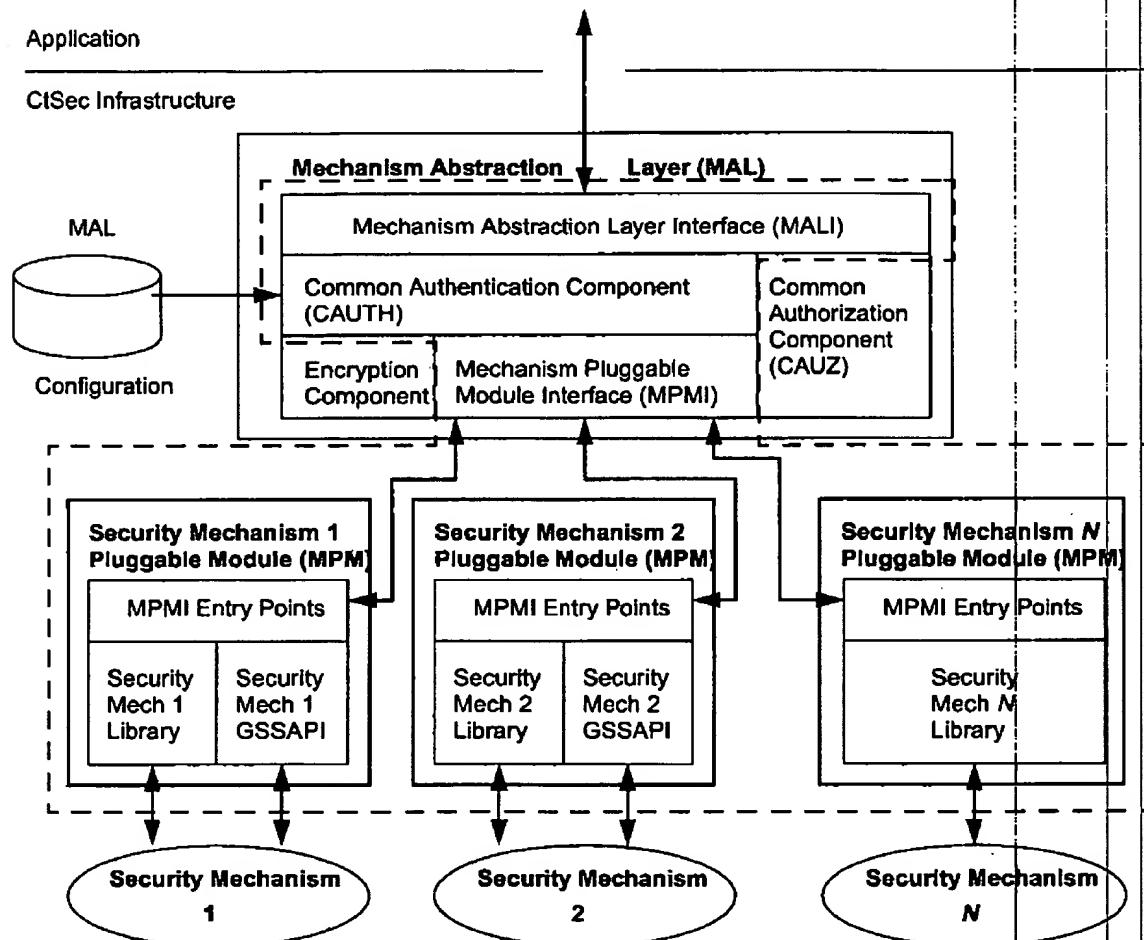 Application
CtSec Infrastructure
Mechanism Abstraction Layer (MAL)
Mechanism Abstraction Layer Interface (MALI)
MAL
Configuration
Common Authentication Component
(CAUTH)
Common
Authorization
Component
(CAUZ)
Encryption
Component
Mechanism Pluggable
Module Interface (MPMI)
Security Mechanism 1
Pluggable Module (MPM)
MPMI Entry Points
Security
Mech 1
Library
Security
Mech 1
GSSAPI
Security Mechanism 2
Pluggable Module (MPM)
MPMI Entry Points
Security
Mech 2
Library
Security
Mech 2
GSSAPI
Security Mechanism N
Pluggable Module (MPM)
MPMI Entry Points
Security
Mech N
Library
Security Mechanism
1
Security Mechanism
2
Security Mechanism
N